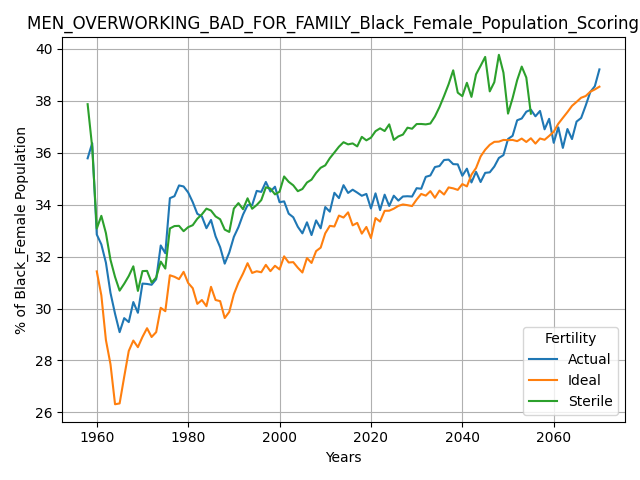 MEN_OVERWORKING_BAD_FOR_FAMILY_Black_Female_Population_Scoring
% of Black_Female Population
40
38
36
34
32
30
28
26
1960
1980
2000
2020
2040
2060
Years
Fertility
Actual
Ideal
Sterile